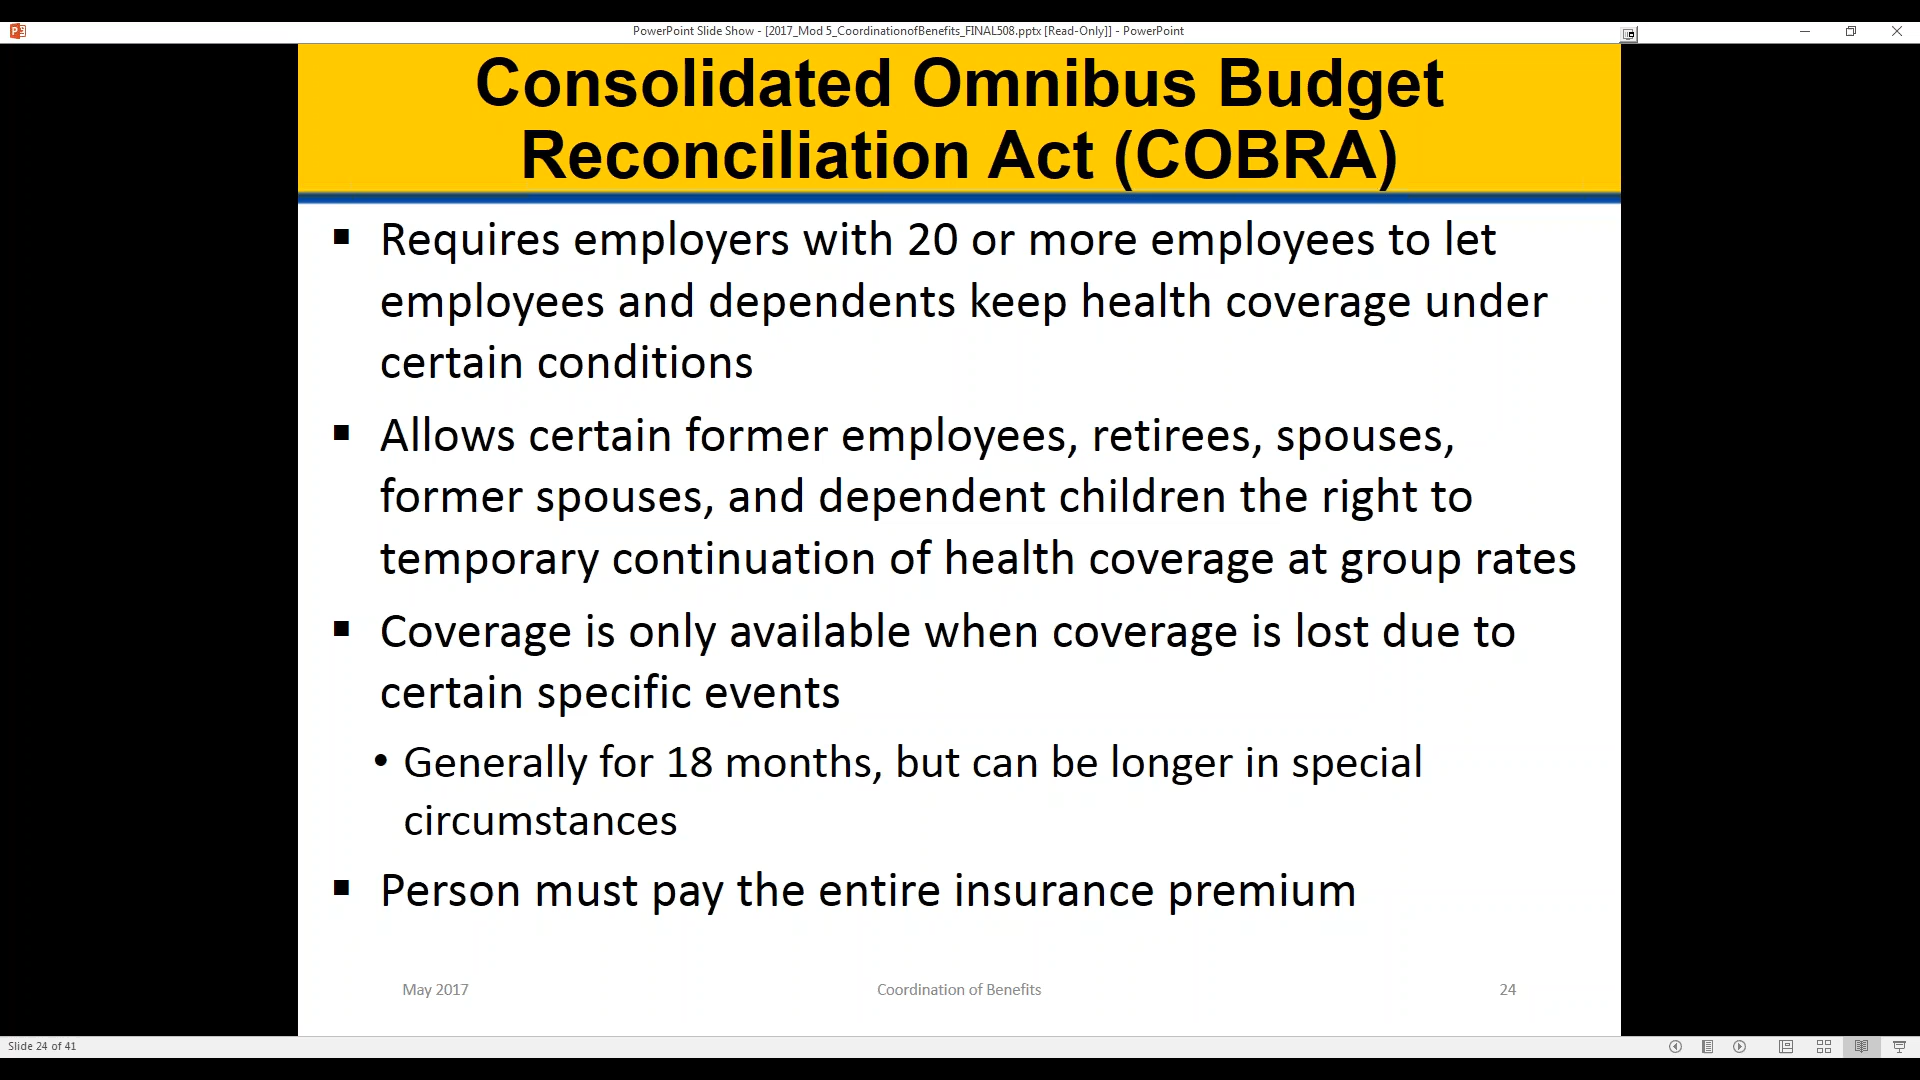 PowerPoint Slide Show - [2017_Mod 5_CoordinationofBenefits_FINAL508.pptx [Read-Only]] - PowerPoint
Consolidated Omnibus Budget
Reconciliation Act (COBRA)
▪ Requires employers with 20 or more employees to let
employees and dependents keep health coverage under
certain conditions
▪ Allows certain former employees, retirees, spouses,
former spouses, and dependent children the right to
temporary continuation of health coverage at group rates
▪ Coverage is only available when coverage is lost due to
certain specific events
• Generally for 18 months, but can be longer in special
circumstances
▪ Person must pay the entire insurance premium
May 2017 Coordination of Benefits 24
Slide 24 of 41